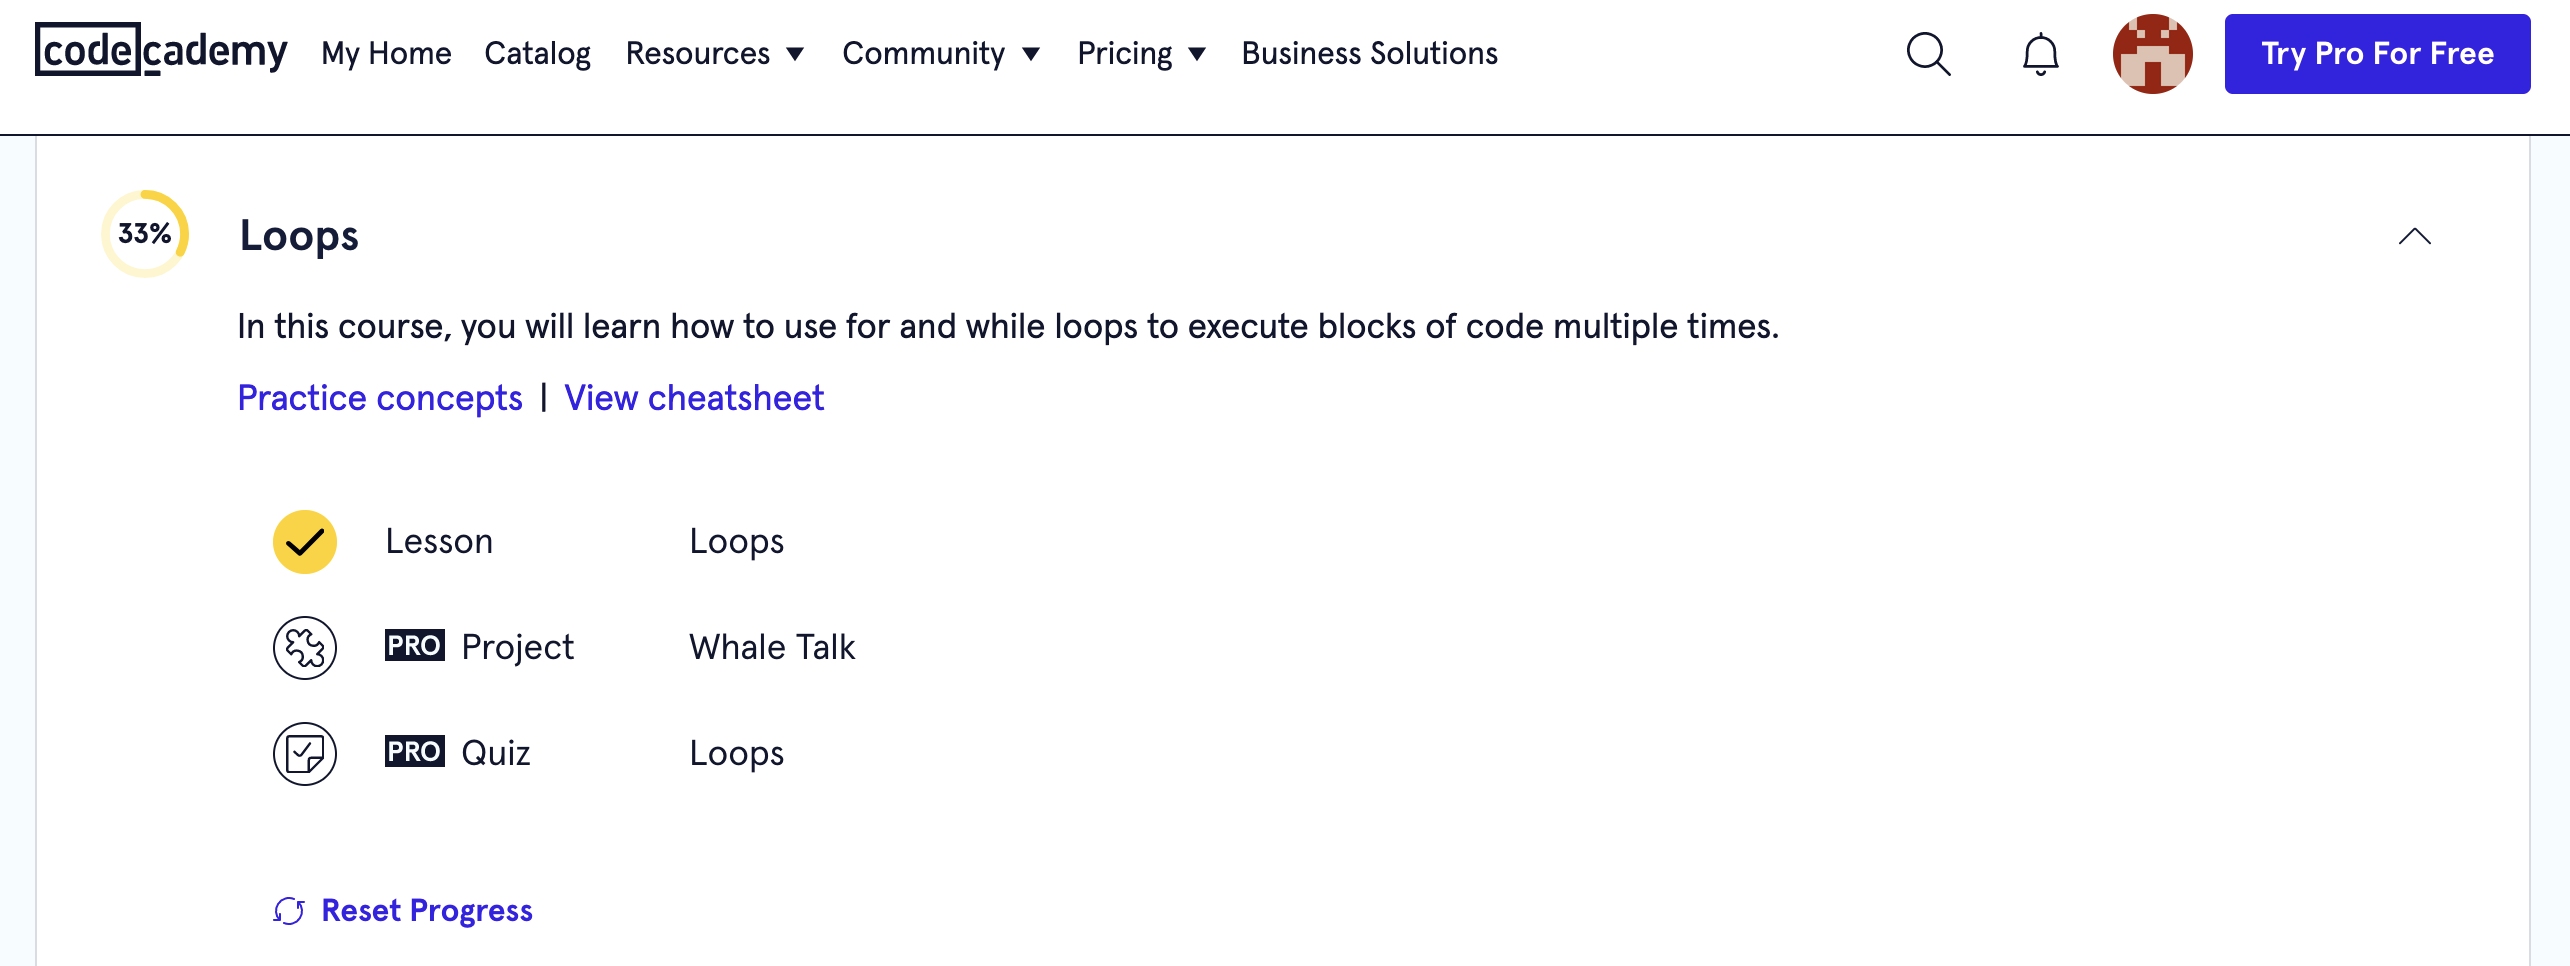 codecademy My Home Catalog Resources Community Pricing Business Solutions Try Pro For Free
33% Loops
In this course, you will learn how to use for and while loops to execute blocks of code multiple times.
Practice concepts | View cheatsheet
Lesson Loops
PRO Project Whale Talk
PRO Quiz Loops
Reset Progress